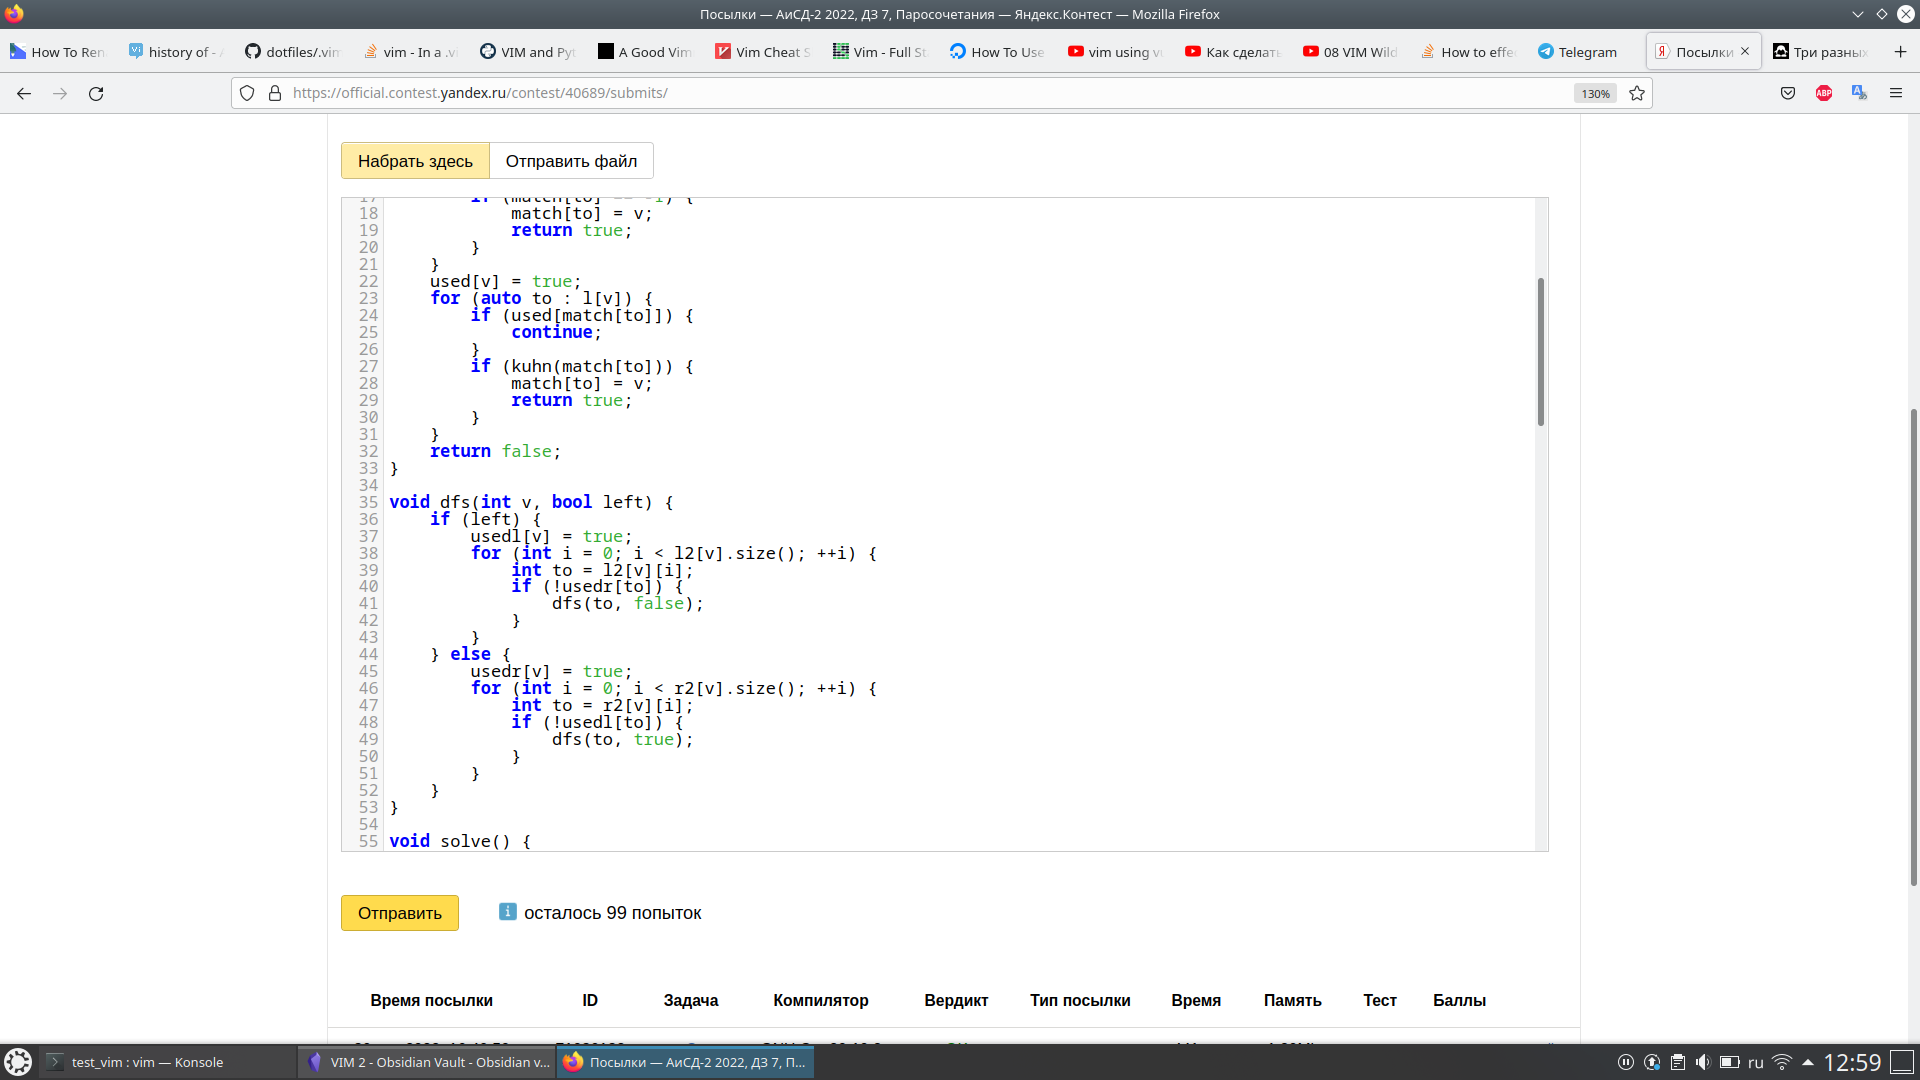 Посылки — АиСД-2 2022, ДЗ 7, Паросочетания — Яндекс.Контест — Mozilla Firefox
How To Ren
history of -
dotfiles/.vim
vim - In a .vi
VIM and Pyt
A Good Vim
Vim Cheat S
Vim - Full St
How To Use
vim using v
Как сделать
08 VIM Wild
How to effe
Telegram
Посылки
Три разных
https://official.contest.yandex.ru/contest/40689/submits/
130%
ABP
Набрать здесь
Отправить файл
17         if (match[to] == -1) {
18             match[to] = v;
19             return true;
20         }
21     }
22     used[v] = true;
23     for (auto to : l[v]) {
24         if (used[match[to]]) {
25             continue;
26         }
27         if (kuhn(match[to])) {
28             match[to] = v;
29             return true;
30         }
31     }
32     return false;
33 }
34
35 void dfs(int v, bool left) {
36     if (left) {
37         usedl[v] = true;
38         for (int i = 0; i < l2[v].size(); ++i) {
39             int to = l2[v][i];
40             if (!usedr[to]) {
41                 dfs(to, false);
42             }
43         }
44     } else {
45         usedr[v] = true;
46         for (int i = 0; i < r2[v].size(); ++i) {
47             int to = r2[v][i];
48             if (!usedl[to]) {
49                 dfs(to, true);
50             }
51         }
52     }
53 }
54
55 void solve() {
Отправить
осталось 99 попыток
Время посылки ID Задача Компилятор Вердикт Тип посылки Время Память Тест Баллы
test_vim : vim — Konsole
VIM 2 - Obsidian Vault - Obsidian v...
Посылки — АиСД-2 2022, ДЗ 7, П...
ru
12:59